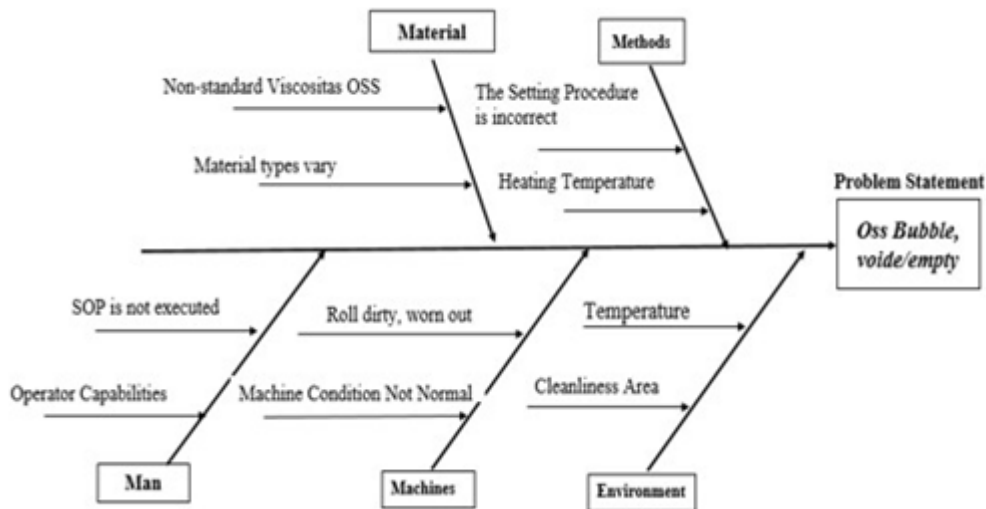 Material
Methods
Non-standard Viscositas OSS
The Setting Procedure
is incorrect
Material types vary
Heating Temperature
Problem Statement
Oss Bubble,
voide/empty
SOP is not executed
Roll dirty, worn out
Temperature
Operator Capabilities
Machine Condition Not Normal
Cleanliness Area
Man
Machines
Environment